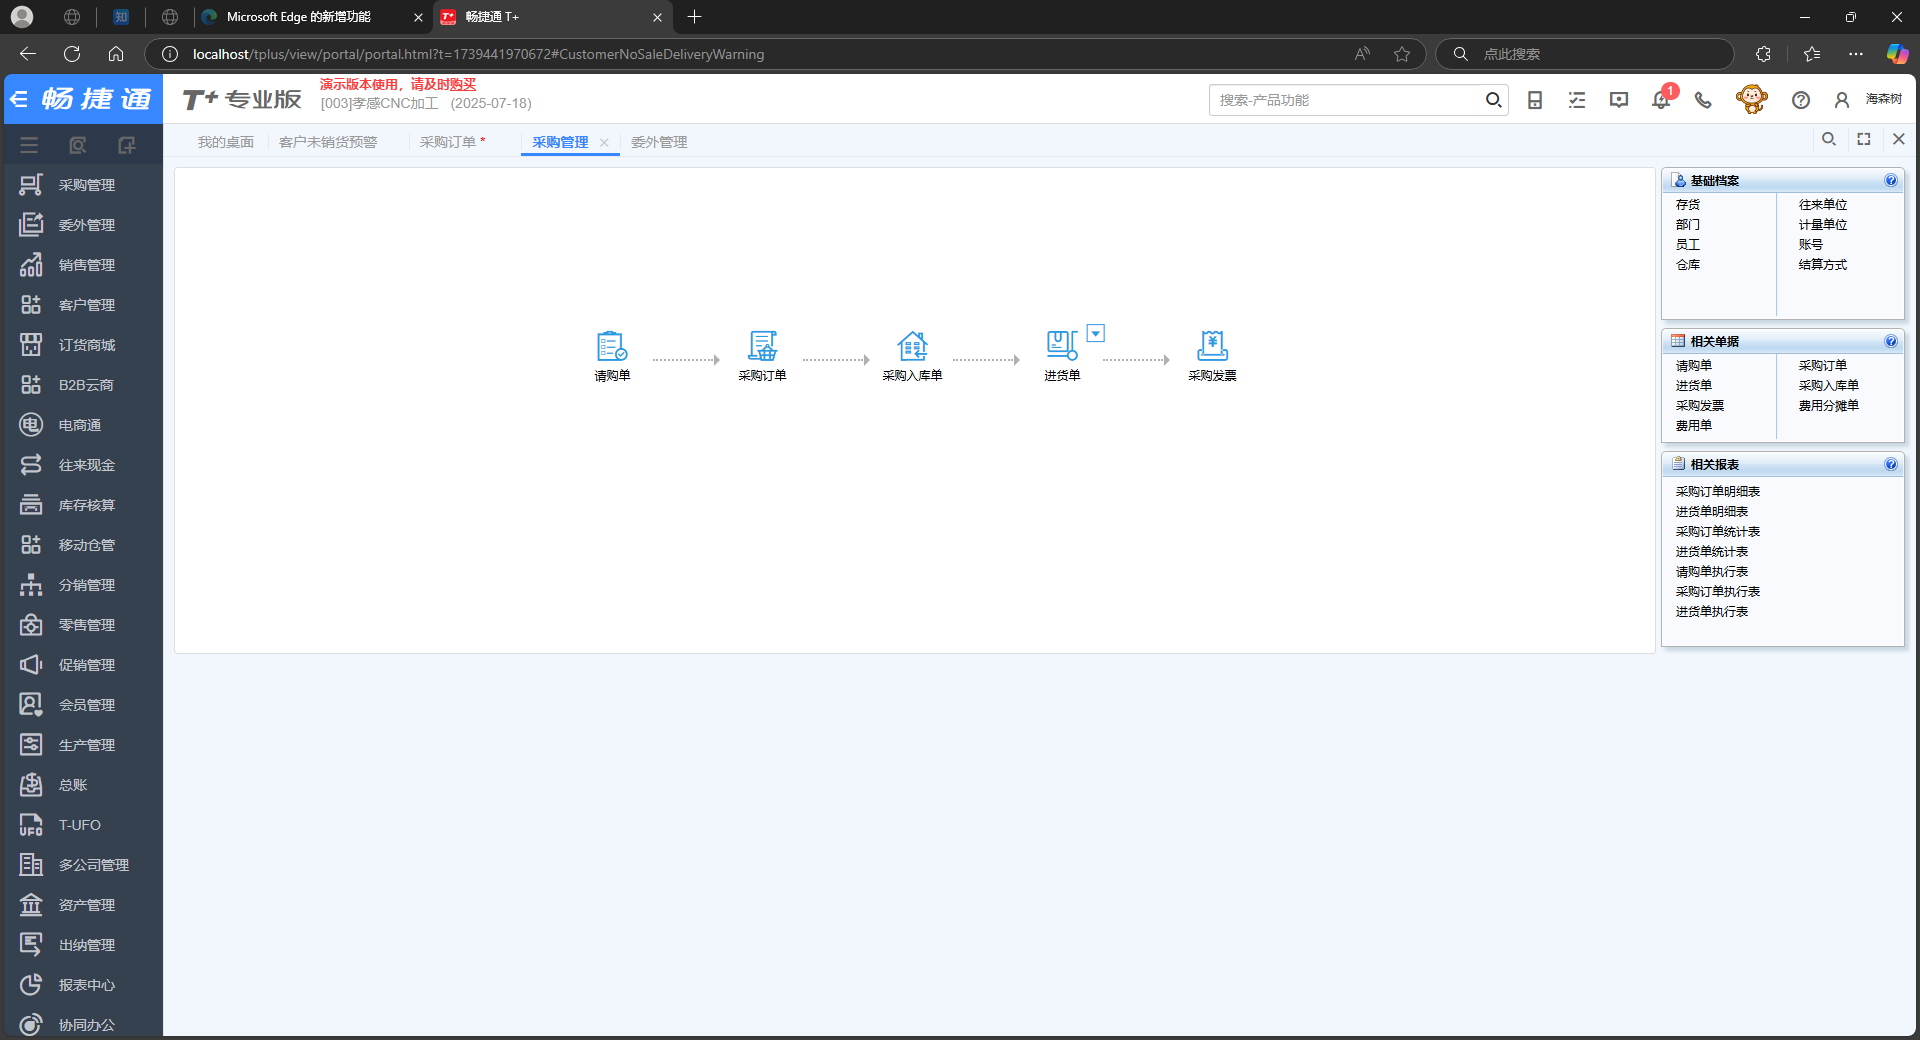 知
Microsoft Edge 的新增功能
T+
畅捷通 T+
localhost/tplus/view/portal/portal.html?t=1739441970672#CustomerNoSaleDeliveryWarning
点此搜索
畅捷通
T+ 专业版
演示版本使用，请及时购买
[003]孝感CNC加工 (2025-07-18)
搜索-产品功能
1
海森树
我的桌面
客户未销货预警
采购订单 *
采购管理
委外管理
采购管理
委外管理
销售管理
客户管理
订货商城
B2B云商
电
电商通
往来现金
库存核算
移动仓管
分销管理
零售管理
促销管理
会员管理
生产管理
总账
UFO
T-UFO
多公司管理
资产管理
出纳管理
报表中心
协同办公
请购单
采购订单
采购入库单
进货单
采购发票
基础档案
存货
往来单位
部门
计量单位
员工
账号
仓库
结算方式
相关单据
请购单
采购订单
进货单
采购入库单
采购发票
费用分摊单
费用单
相关报表
采购订单明细表
进货单明细表
采购订单统计表
进货单统计表
请购单执行表
采购订单执行表
进货单执行表